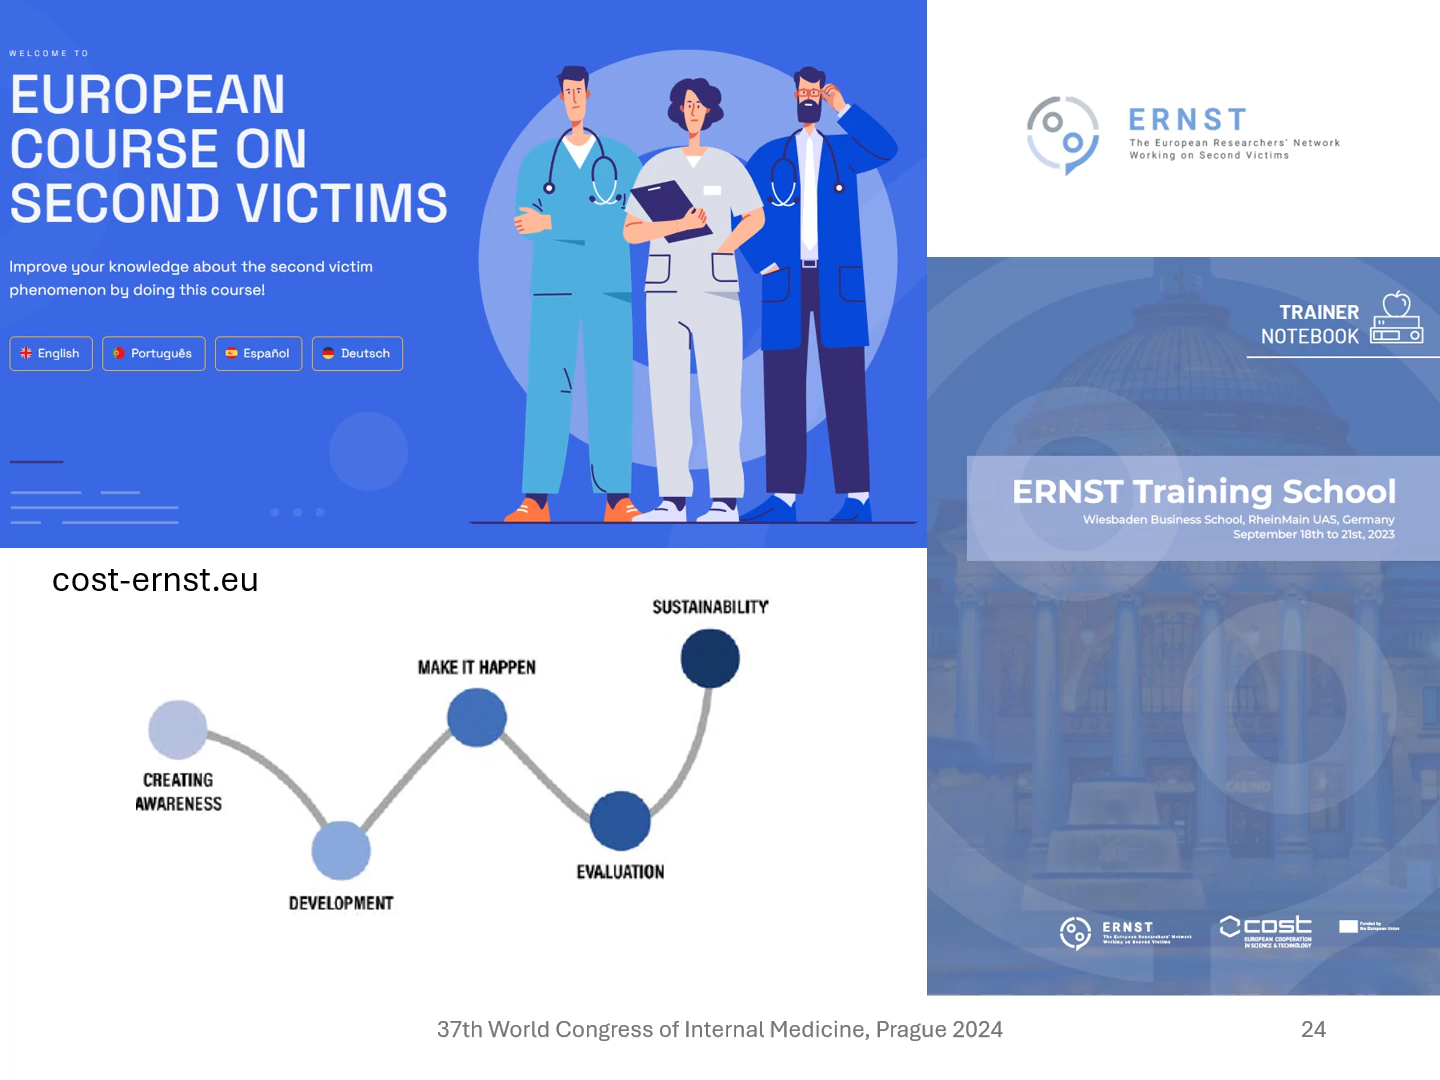 WELCOME TO
EUROPEAN
COURSE ON
SECOND VICTIMS
Improve your knowledge about the second victim
phenomenon by doing this course!
English
Português
Español
Deutsch
ERNST
The European Researchers' Network
Working on Second Victims
TRAINER
NOTEBOOK
ERNST Training School
Wiesbaden Business School, RheinMain UAS, Germany
September 18th to 21st, 2023
cost-ernst.eu
CREATING
AWARENESS
DEVELOPMENT
MAKE IT HAPPEN
EVALUATION
SUSTAINABILITY
ERNST
The European Researchers' Network
Working on Second Victims
cost
EUROPEAN COOPERATION
IN SCIENCE & TECHNOLOGY
Funded by
the European Union
37th World Congress of Internal Medicine, Prague 2024
24